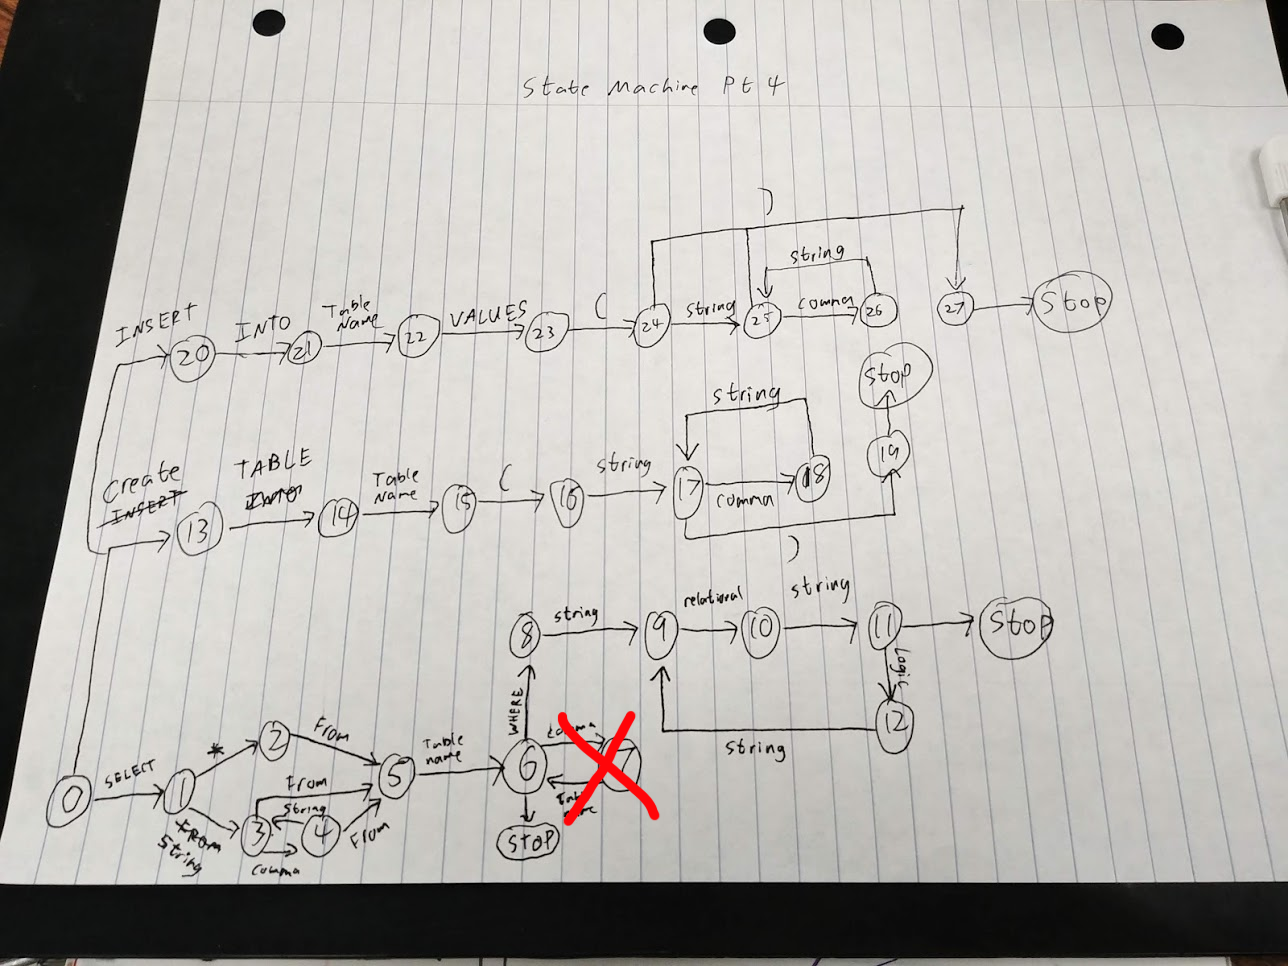 State Machine Pt 4
)
string
INSERT INTO Table Name VALUES ( string comma
20 21 22 23 24 25 26 27 Stop
Stop
string
Create TABLE Table Name ( string comma 18 19
INSERT INTO
13 14 15 16 17
)
string relational string
8 9 10 11 Stop
Logic
WHERE
12
string
* 2 From
Table name
comma
0 SELECT 1 From 5 6
string
3 4 From
FROM
string
comma
STOP